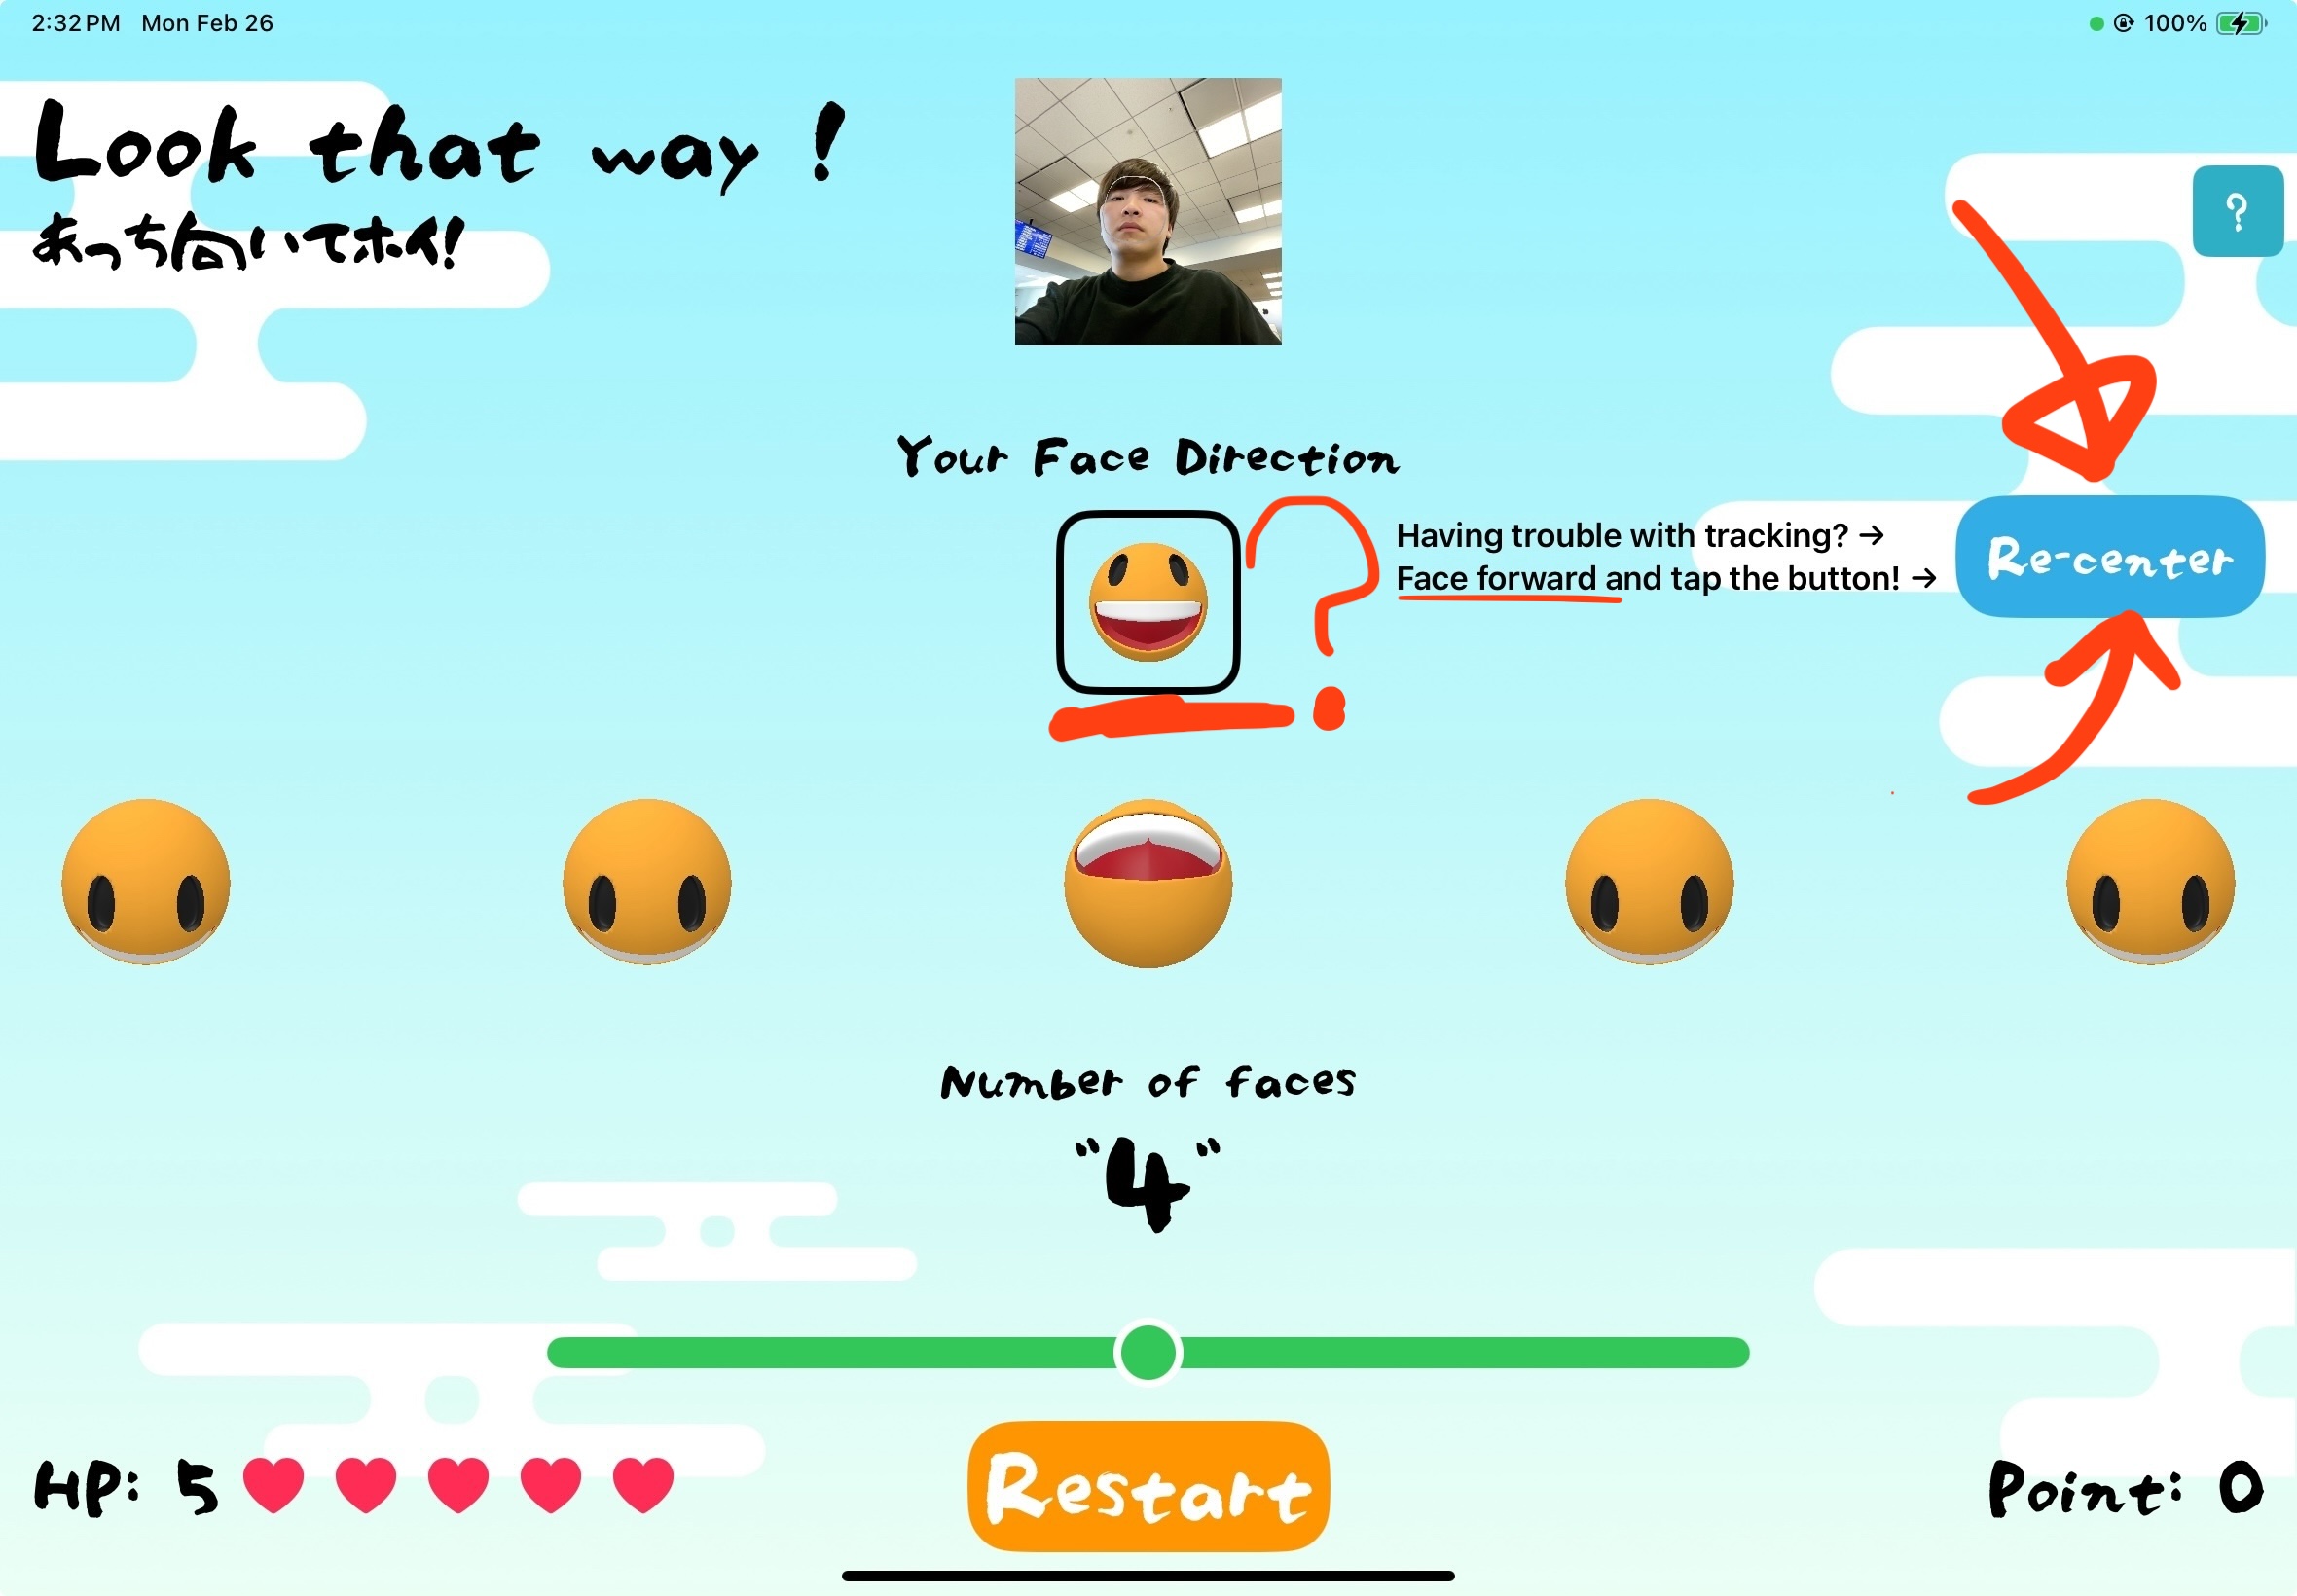 2:32 PM Mon Feb 26
100%
Look that way !
あっち向いてホイ!
?
Your Face Direction
?
Having trouble with tracking? →
Face forward and tap the button! →
Re-center
Number of faces
"4"
HP: 5
Restart
Point: 0